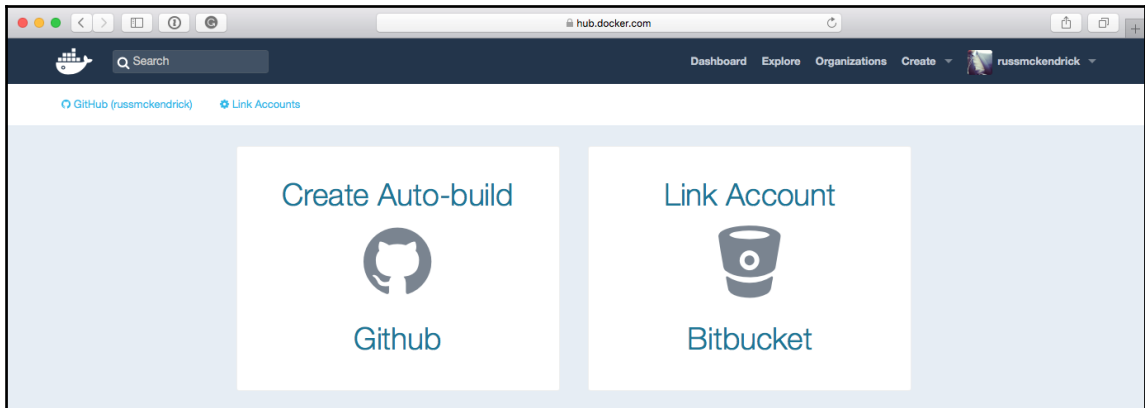 hub.docker.com
Search
Dashboard Explore Organizations Create russmckendrick
GitHub (russmckendrick) Link Accounts
Create Auto-build
Github
Link Account
Bitbucket